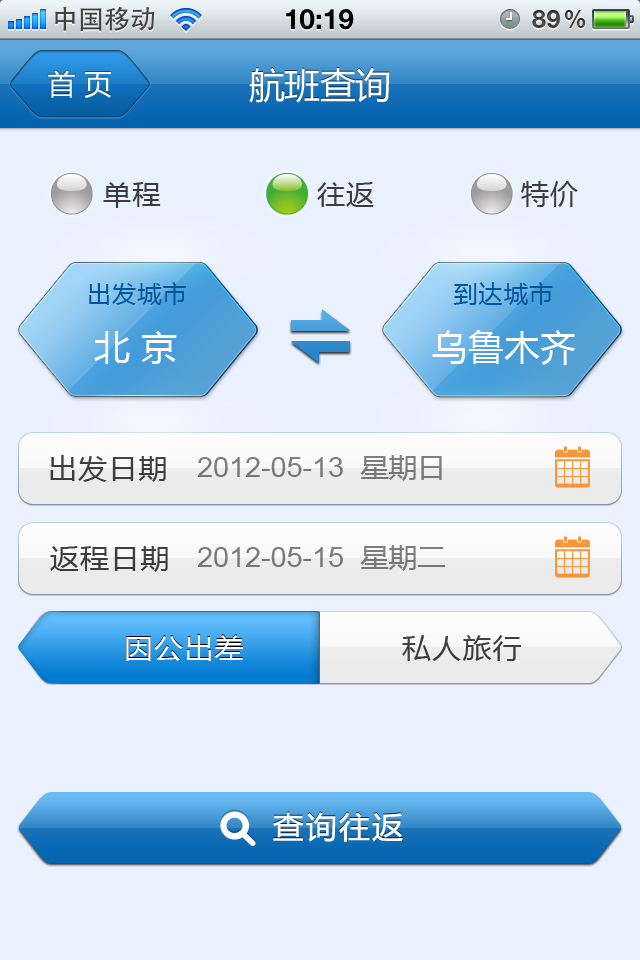 中国移动 10:19 89%
首页 航班查询
单程 往返 特价
出发城市 到达城市
北京 乌鲁木齐
出发日期 2012-05-13 星期日
返程日期 2012-05-15 星期二
因公出差 私人旅行
查询往返